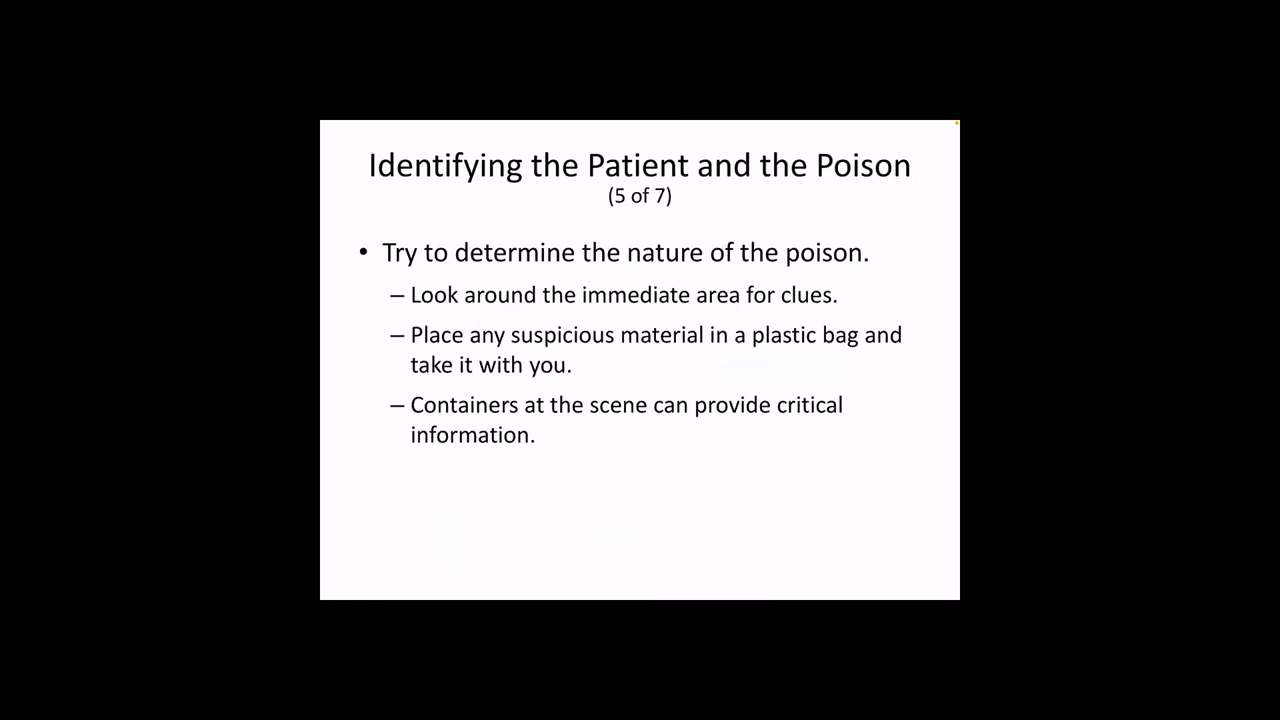 Identifying the Patient and the Poison
(5 of 7)
• Try to determine the nature of the poison.
– Look around the immediate area for clues.
– Place any suspicious material in a plastic bag and
take it with you.
– Containers at the scene can provide critical
information.